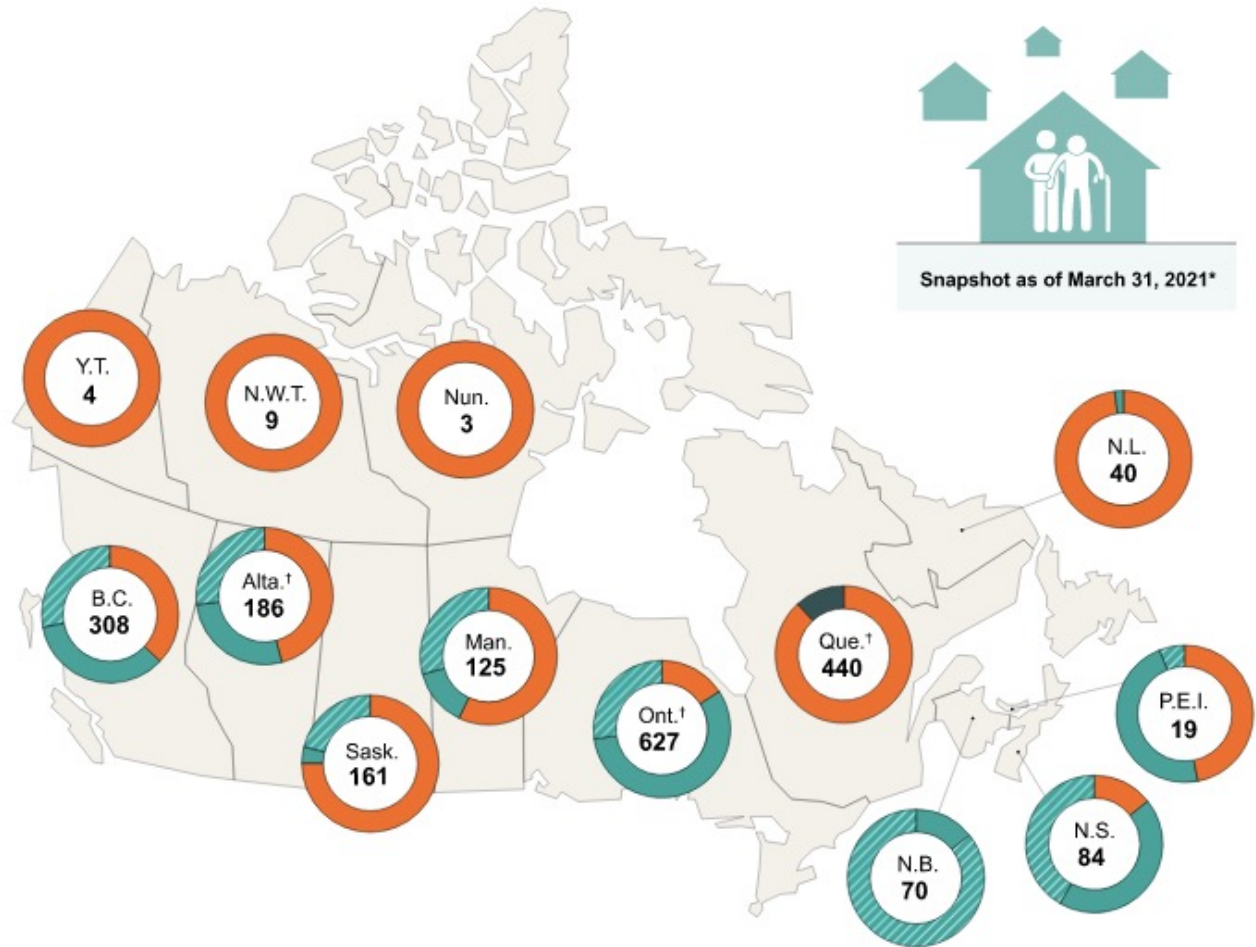 Snapshot as of March 31, 2021*
Y.T.
4
N.W.T.
9
Nun.
3
N.L.
40
B.C.
308
Alta.†
186
Sask.
161
Man.
125
Ont.†
627
Que.†
440
P.E.I.
19
N.S.
84
N.B.
70